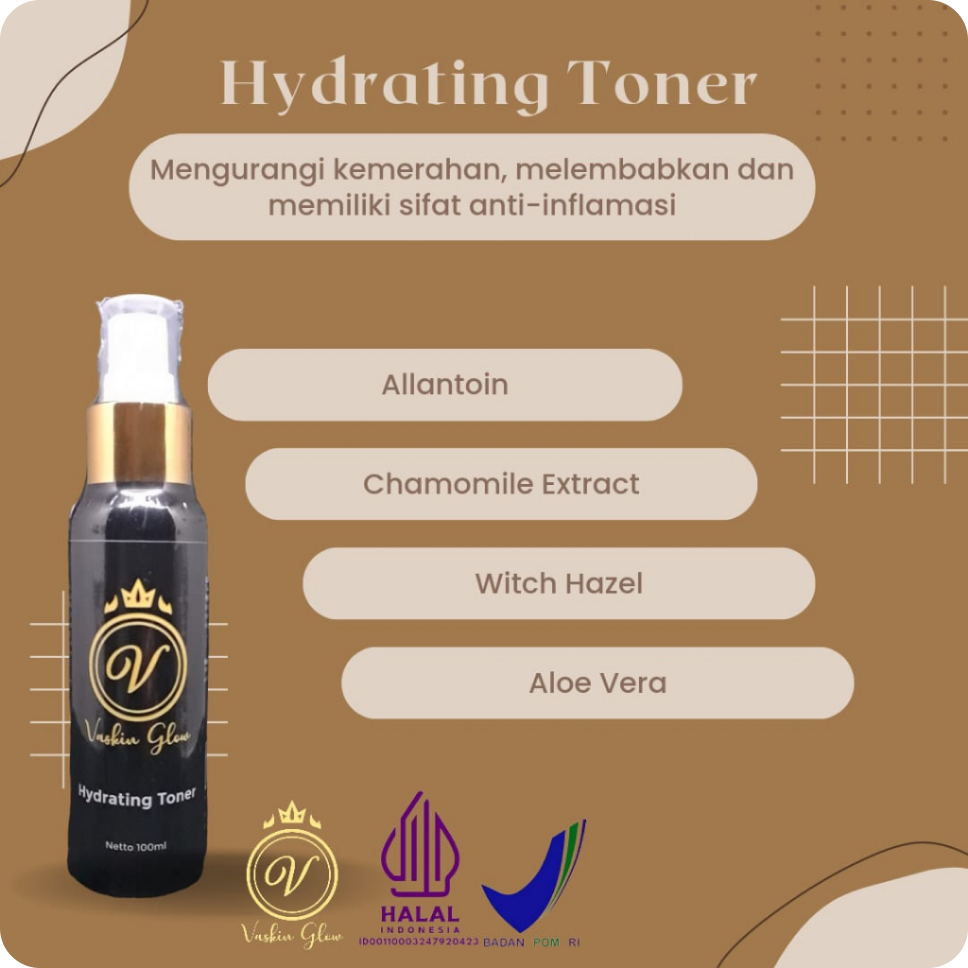 Hydrating Toner
Mengurangi kemerahan, melembabkan dan
memiliki sifat anti-inflamasi
Allantoin
Chamomile Extract
Witch Hazel
Aloe Vera
V
Vaskin Glow
Hydrating Toner
Netto 100ml
V
Vaskin Glow
HALAL
INDONESIA
ID00110003247920423
BADAN POM RI